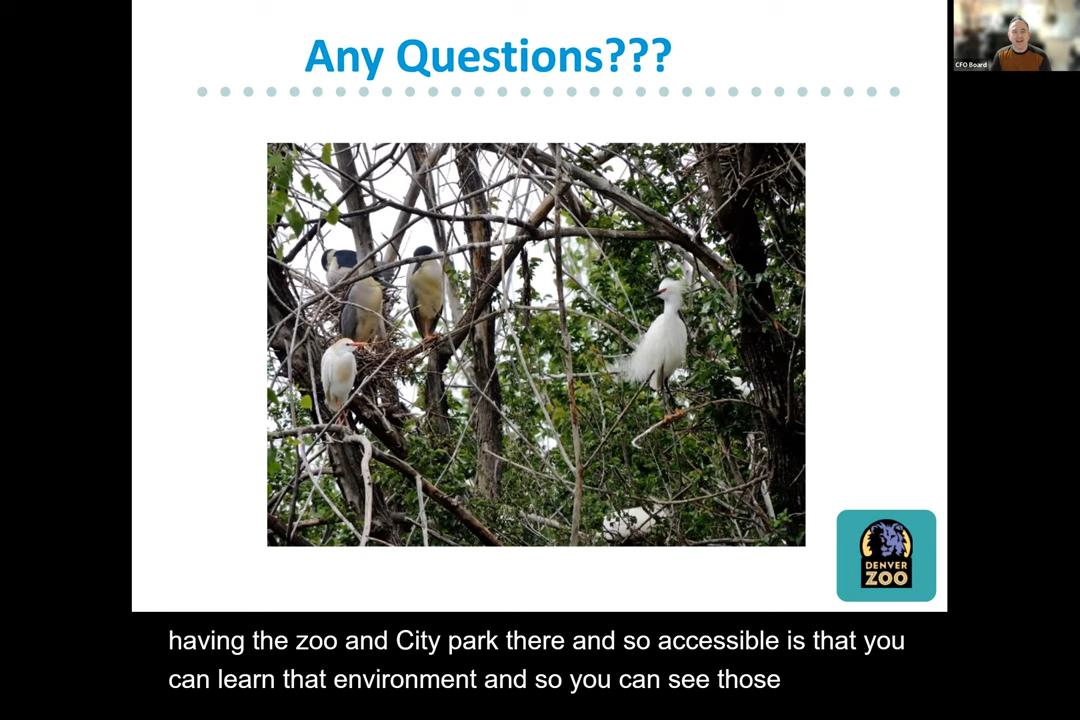 Any Questions???
CFO Board
DENVER
ZOO
having the zoo and City park there and so accessible is that you
can learn that environment and so you can see those